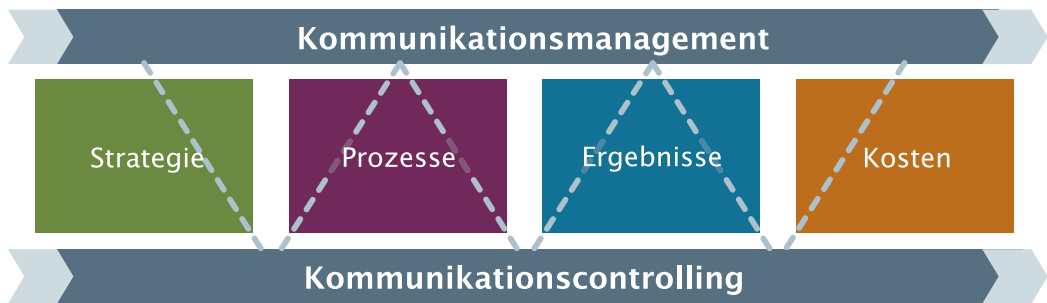 Kommunikationsmanagement
Strategie
Prozesse
Ergebnisse
Kosten
Kommunikationscontrolling